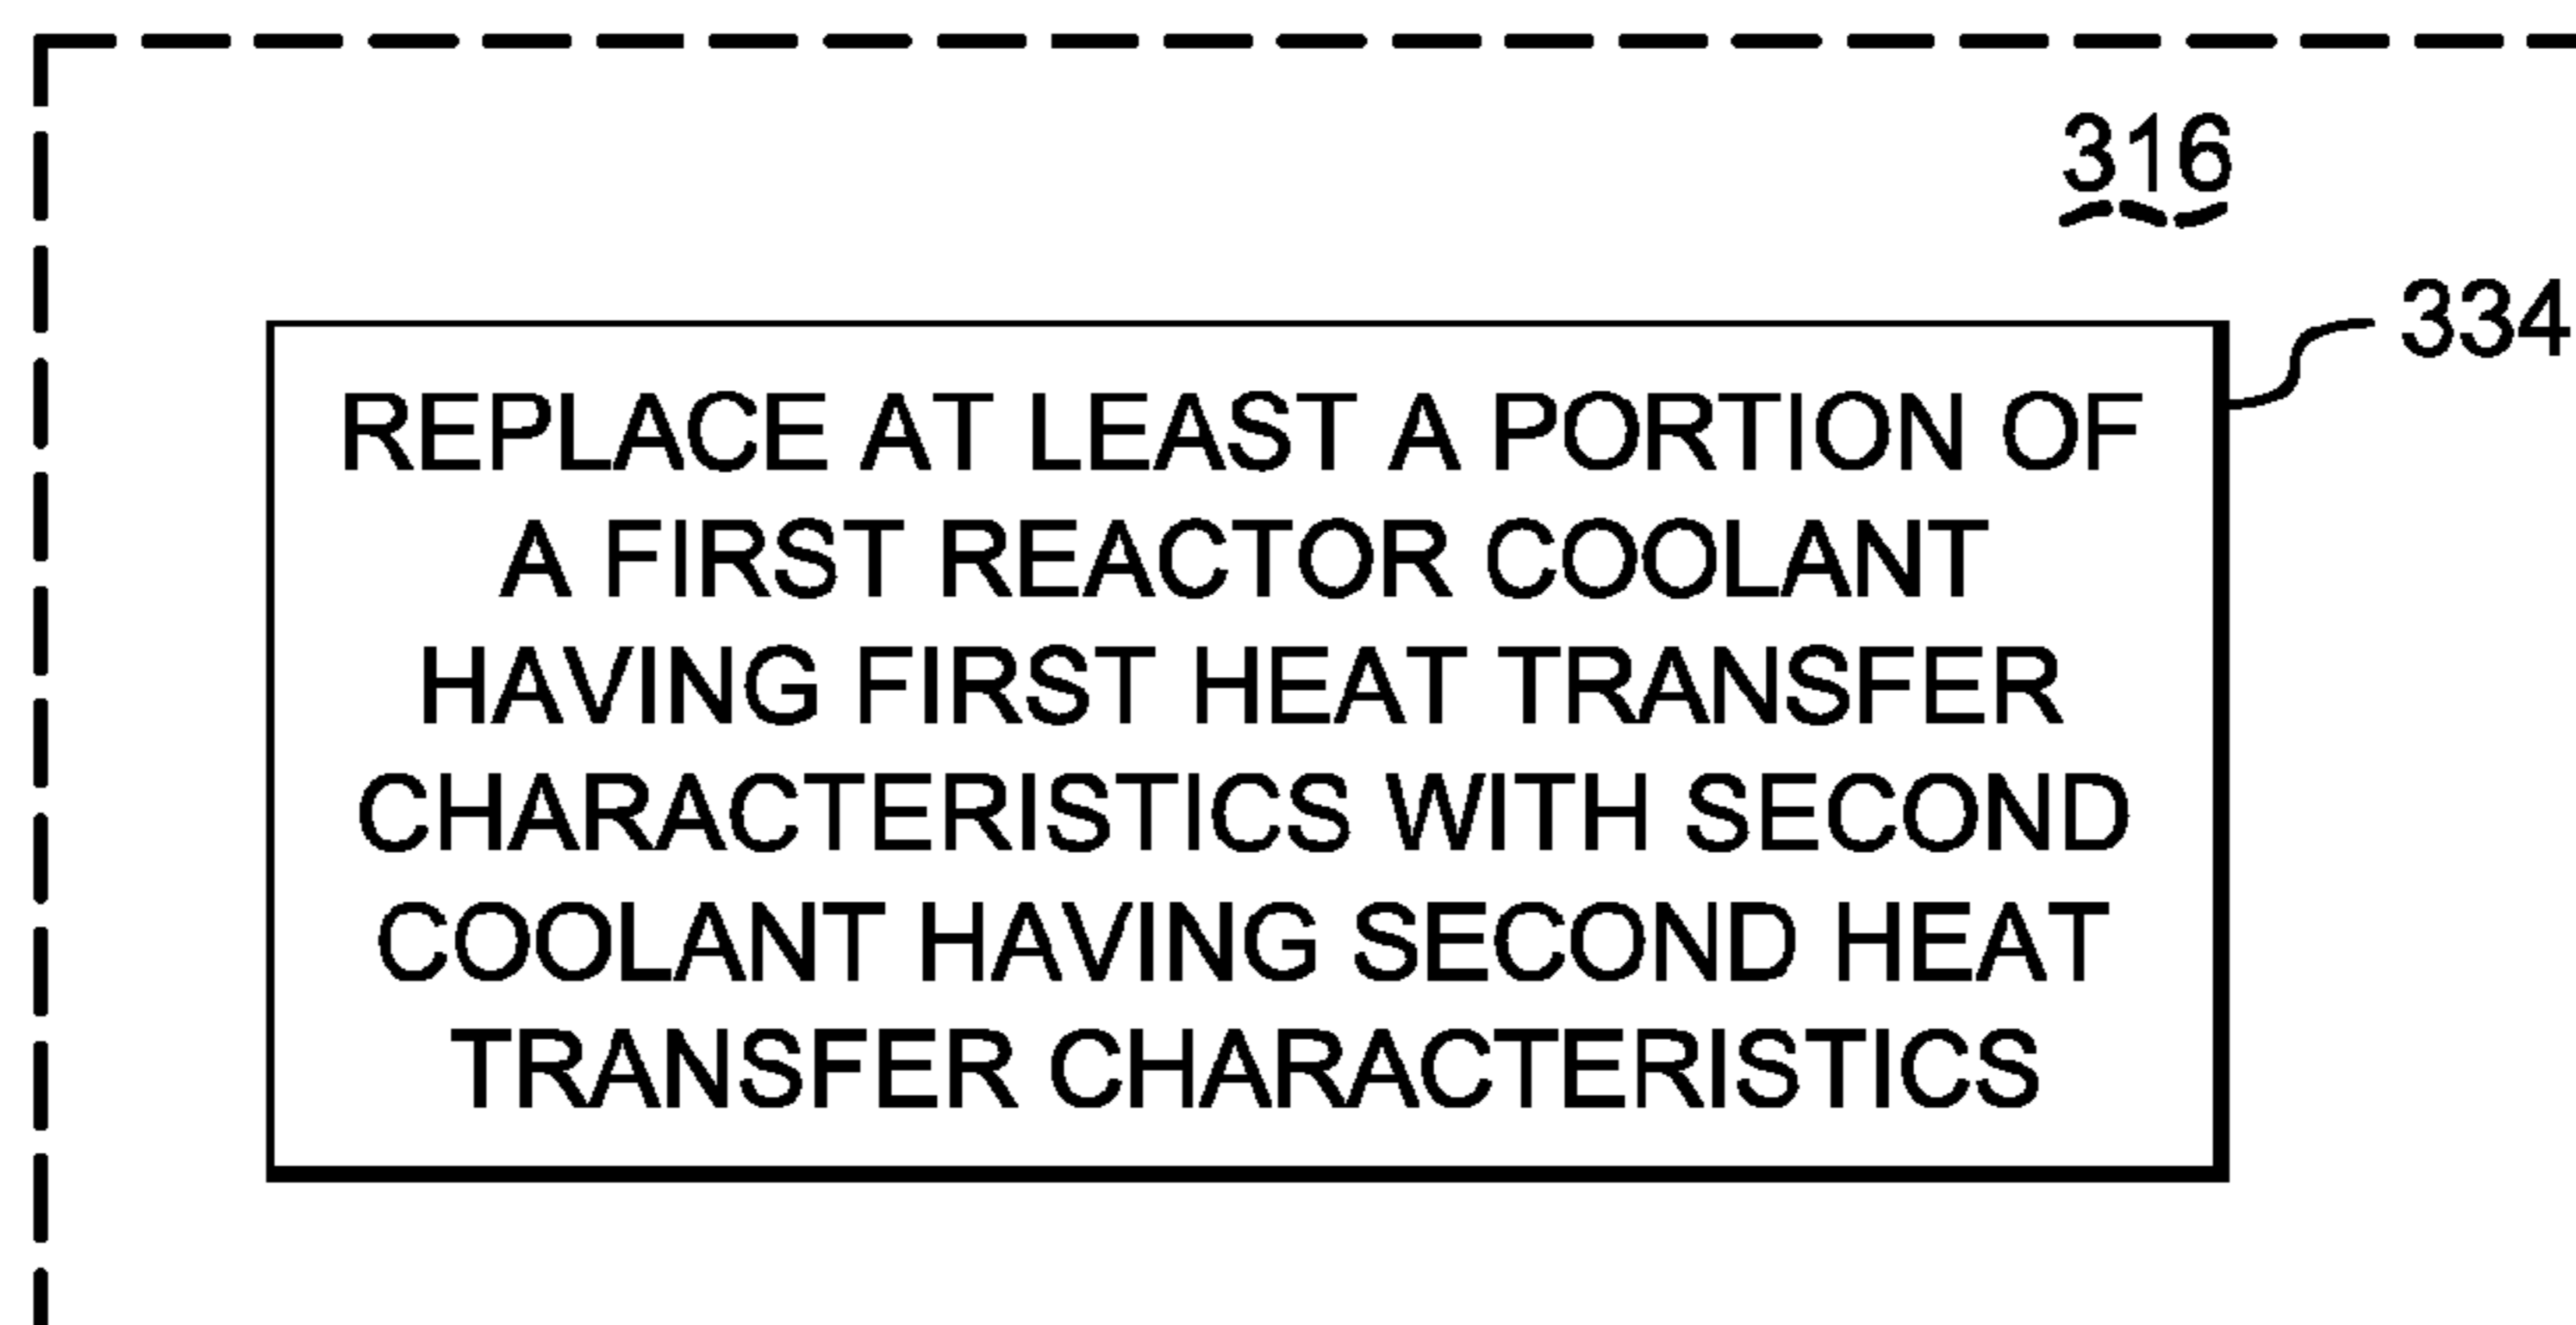 316
334
REPLACE AT LEAST A PORTION OF
A FIRST REACTOR COOLANT
HAVING FIRST HEAT TRANSFER
CHARACTERISTICS WITH SECOND
COOLANT HAVING SECOND HEAT
TRANSFER CHARACTERISTICS